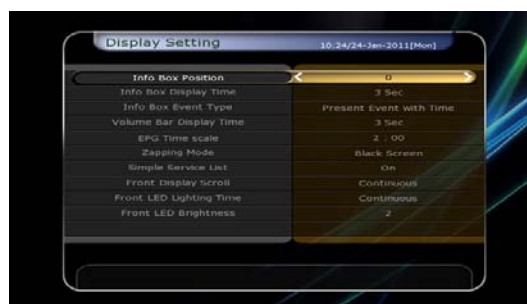 Display Setting
10:24/24-Jan-2011[Mon]
Info Box Position 0
Info Box Display Time 3 Sec
Info Box Event Type Present Event with Time
Volume Bar Display Time 3 Sec
EPG Time scale 2 : 00
Zapping Mode Black Screen
Simple Service List On
Front Display Scroll Continuous
Front LED Lighting Time Continuous
Front LED Brightness 2